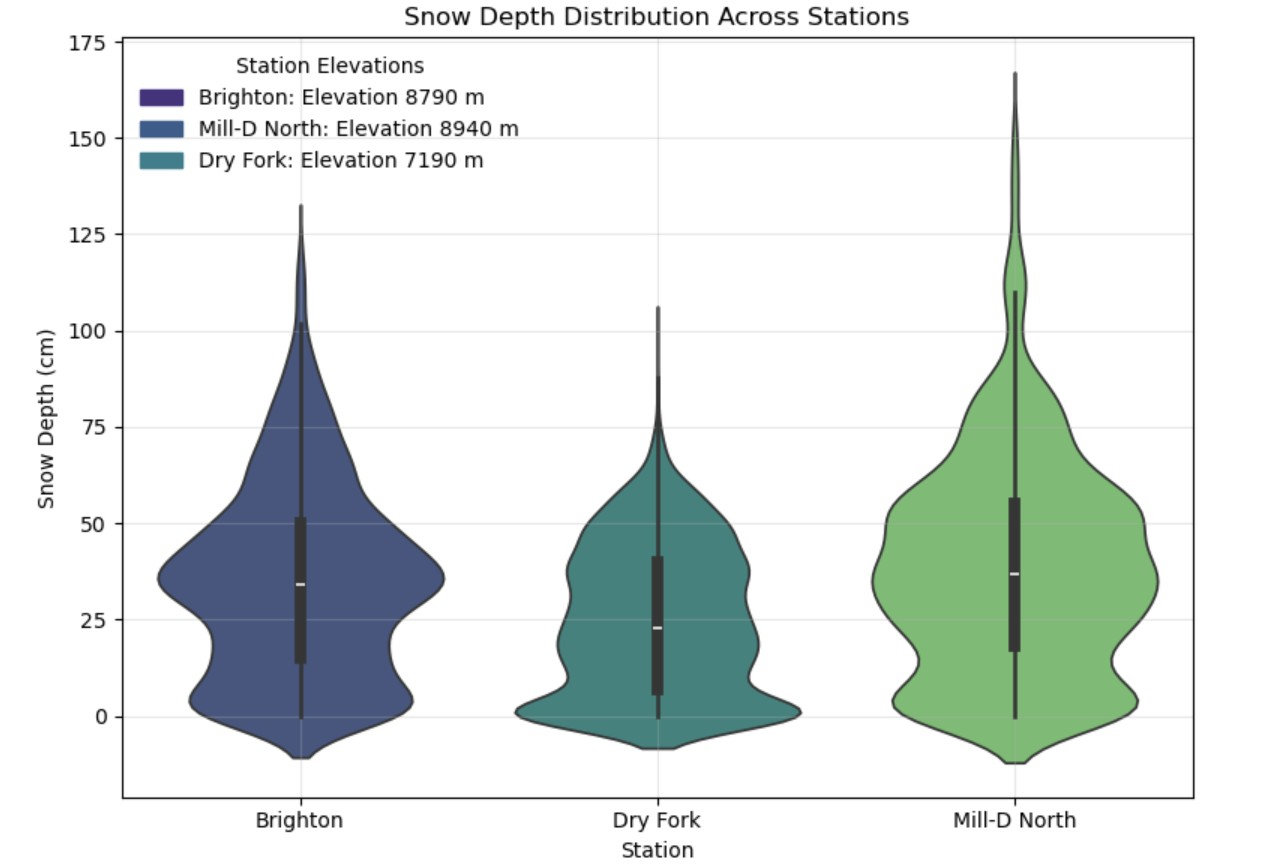 Snow Depth Distribution Across Stations
Station Elevations
Brighton: Elevation 8790 m
Mill-D North: Elevation 8940 m
Dry Fork: Elevation 7190 m
175
150
125
100
75
50
25
0
Snow Depth (cm)
Brighton
Dry Fork
Mill-D North
Station